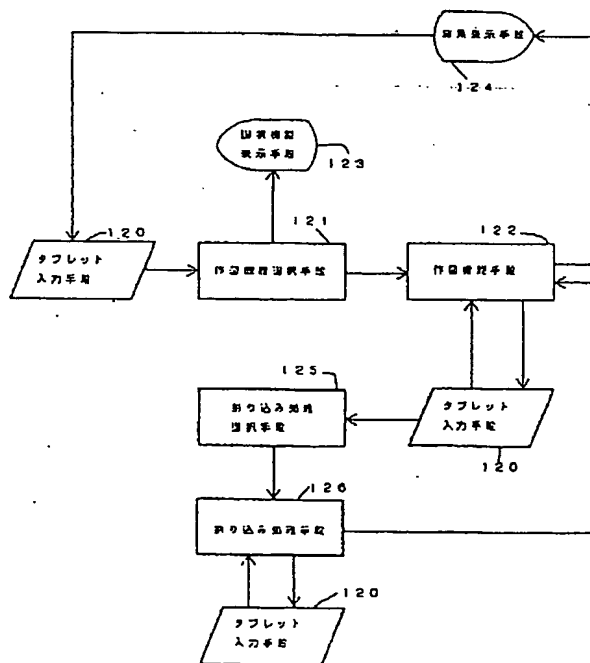 結果表示手段
124
選択機能
表示手段
123
120
タブレット
入力手段
121
作図機能選択手段
122
作図機能手段
125
割り込み処理
選択手段
タブレット
入力手段
120
126
割り込み処理手段
120
タブレット
入力手段